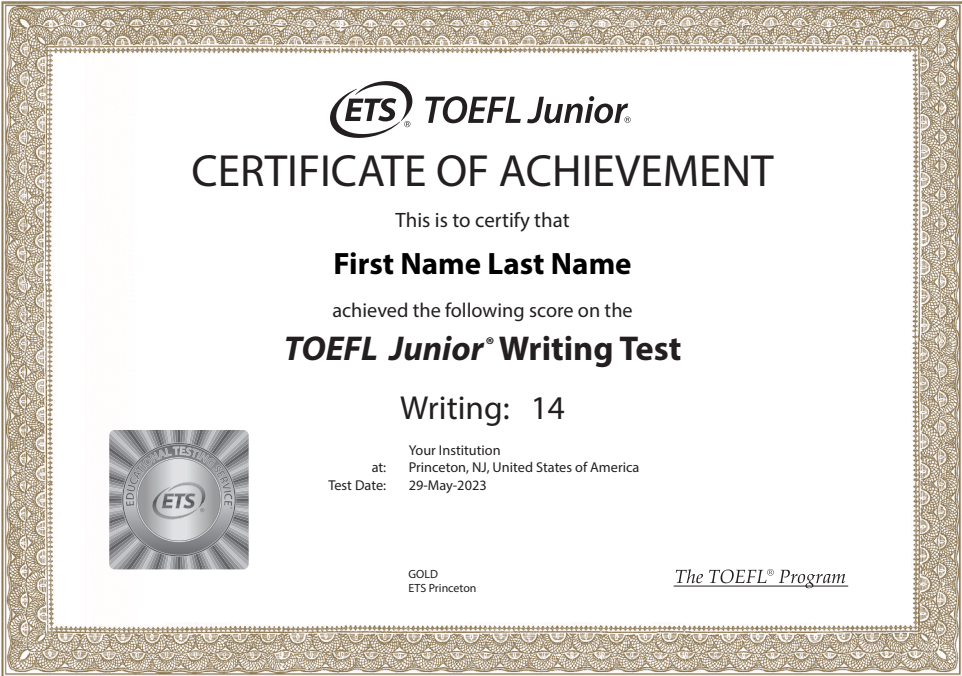 ETS® TOEFL Junior®
CERTIFICATE OF ACHIEVEMENT
This is to certify that
First Name Last Name
achieved the following score on the
TOEFL Junior® Writing Test
Writing: 14
Your Institution
at: Princeton, NJ, United States of America
Test Date: 29-May-2023
EDUCATIONAL TESTING SERVICE
ETS®
GOLD
ETS Princeton
The TOEFL® Program